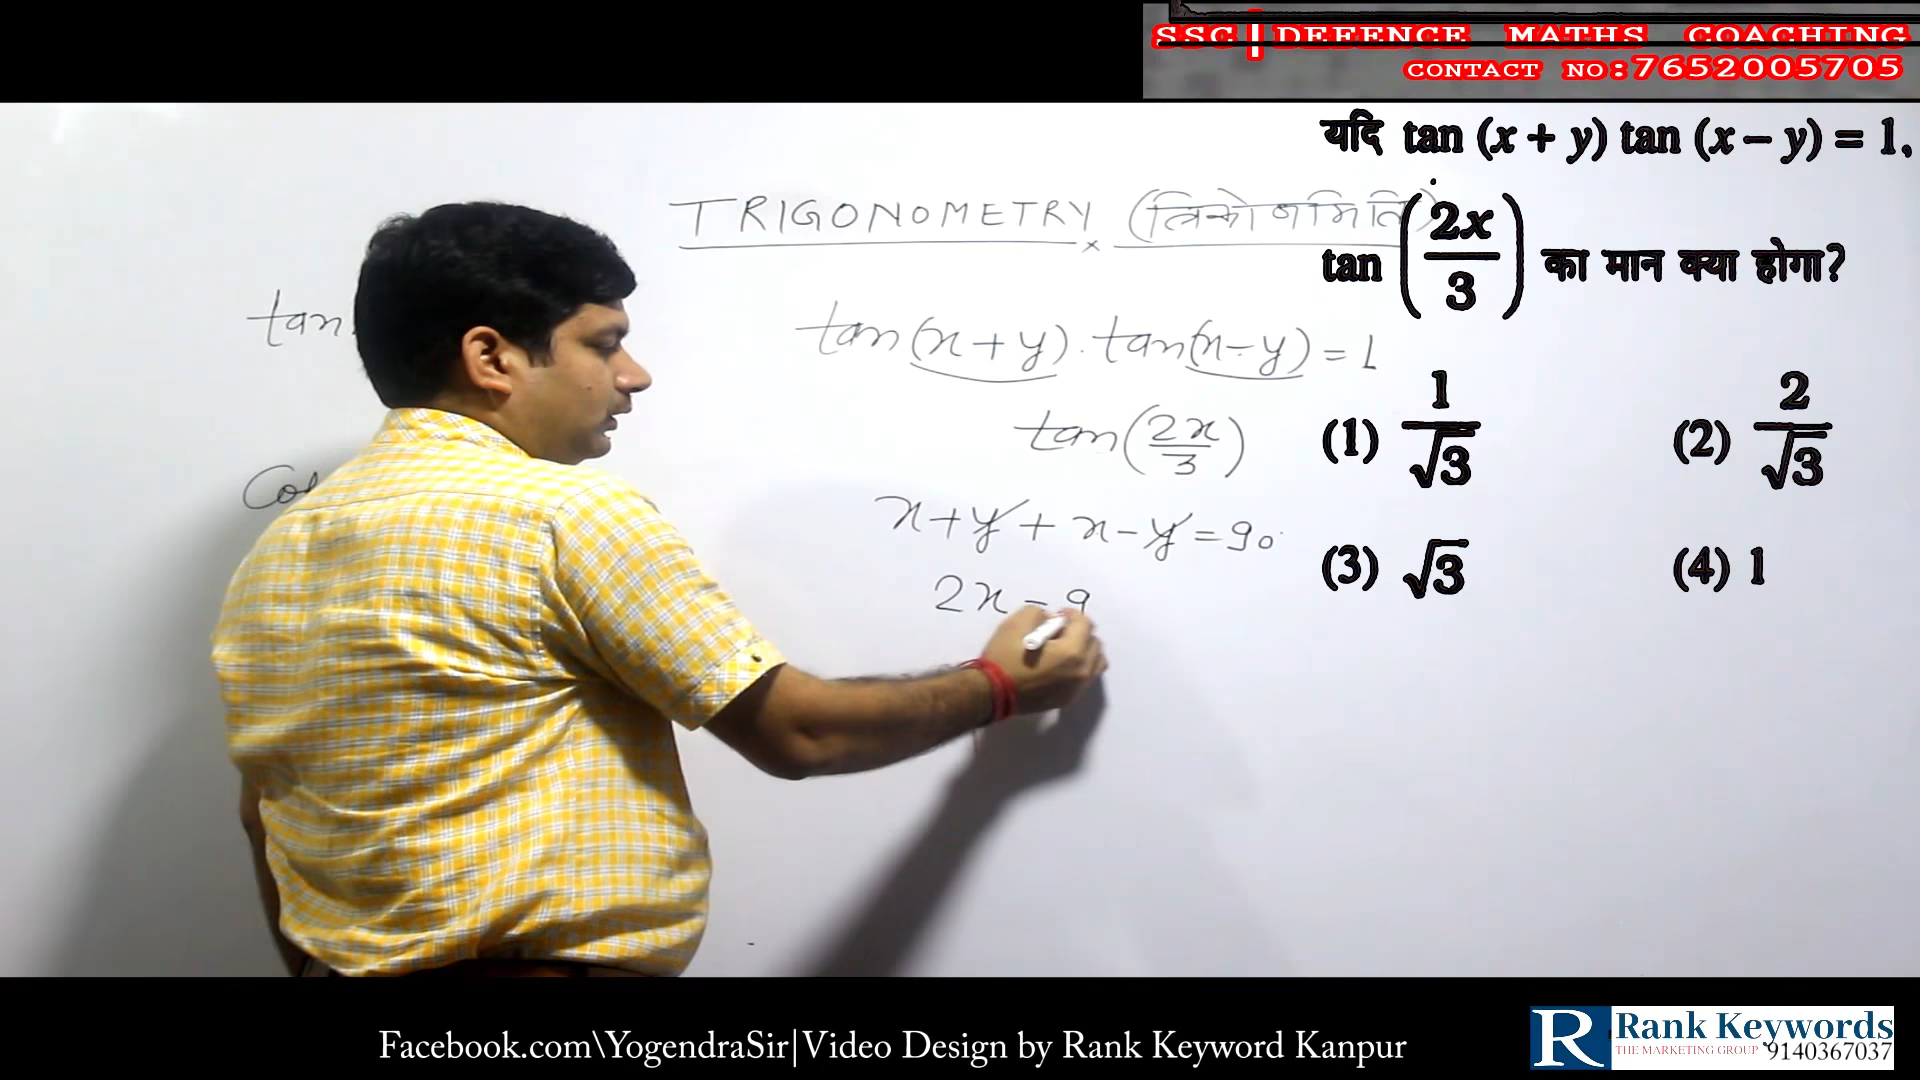 SSC|DEFENCE MATHS COACHING
CONTACT NO:7652005705
यदि tan (x + y) tan (x – y) = 1,
tan (2x/3) का मान क्या होगा?
(1) 1/√3 (2) 2/√3
(3) √3 (4) 1
TRIGONOMETRY (त्रिकोणमिति)
tan
tan(x+y).tan(x-y)=1
tan(2x/3)
x+y+x-y=90
2x=9
Facebook.com\YogendraSir|Video Design by Rank Keyword Kanpur
R Rank Keywords
THE MARKETING GROUP 9140367037